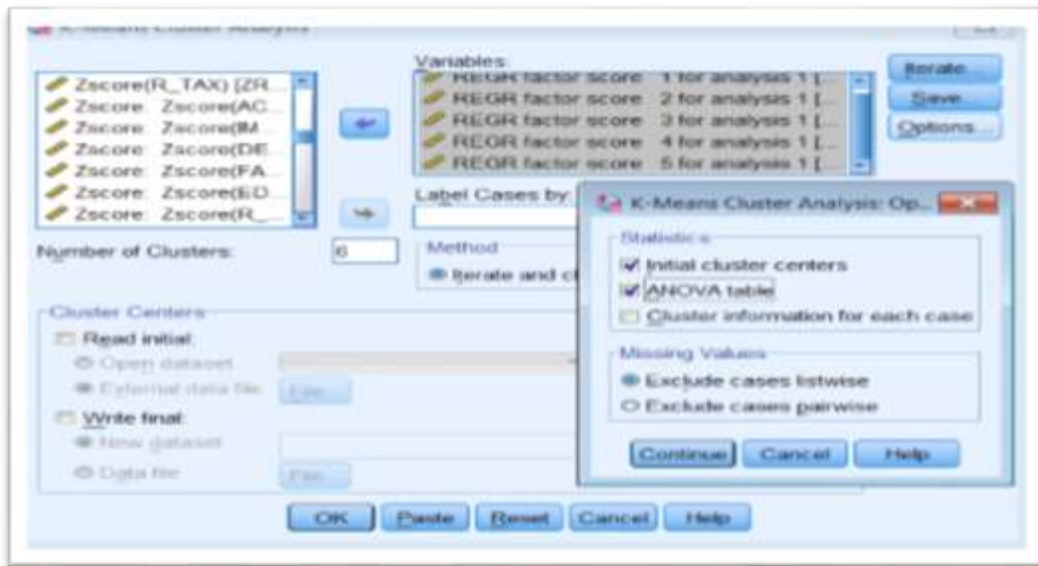 K-Means Cluster Analysis
Zscore(R_TAX) [ZR...
Zscore: Zscore(AC...
Zscore: Zscore(IM...
Zscore: Zscore(DE...
Zscore: Zscore(FA...
Zscore: Zscore(ED...
Zscore: Zscore(R_...
Variables:
REGR factor score 1 for analysis 1 [...
REGR factor score 2 for analysis 1 [...
REGR factor score 3 for analysis 1 [...
REGR factor score 4 for analysis 1 [...
REGR factor score 5 for analysis 1 [...
Iterate...
Save...
Options...
Label Cases by:
Number of Clusters: 6
Method
Iterate and cl
Cluster Centers
Read initial:
Open dataset
External data file File...
Write final:
New dataset
Data file File...
OK Paste Reset Cancel Help
K-Means Cluster Analysis: Op...
Statistics
Initial cluster centers
ANOVA table
Cluster information for each case
Missing Values
Exclude cases listwise
Exclude cases pairwise
Continue Cancel Help